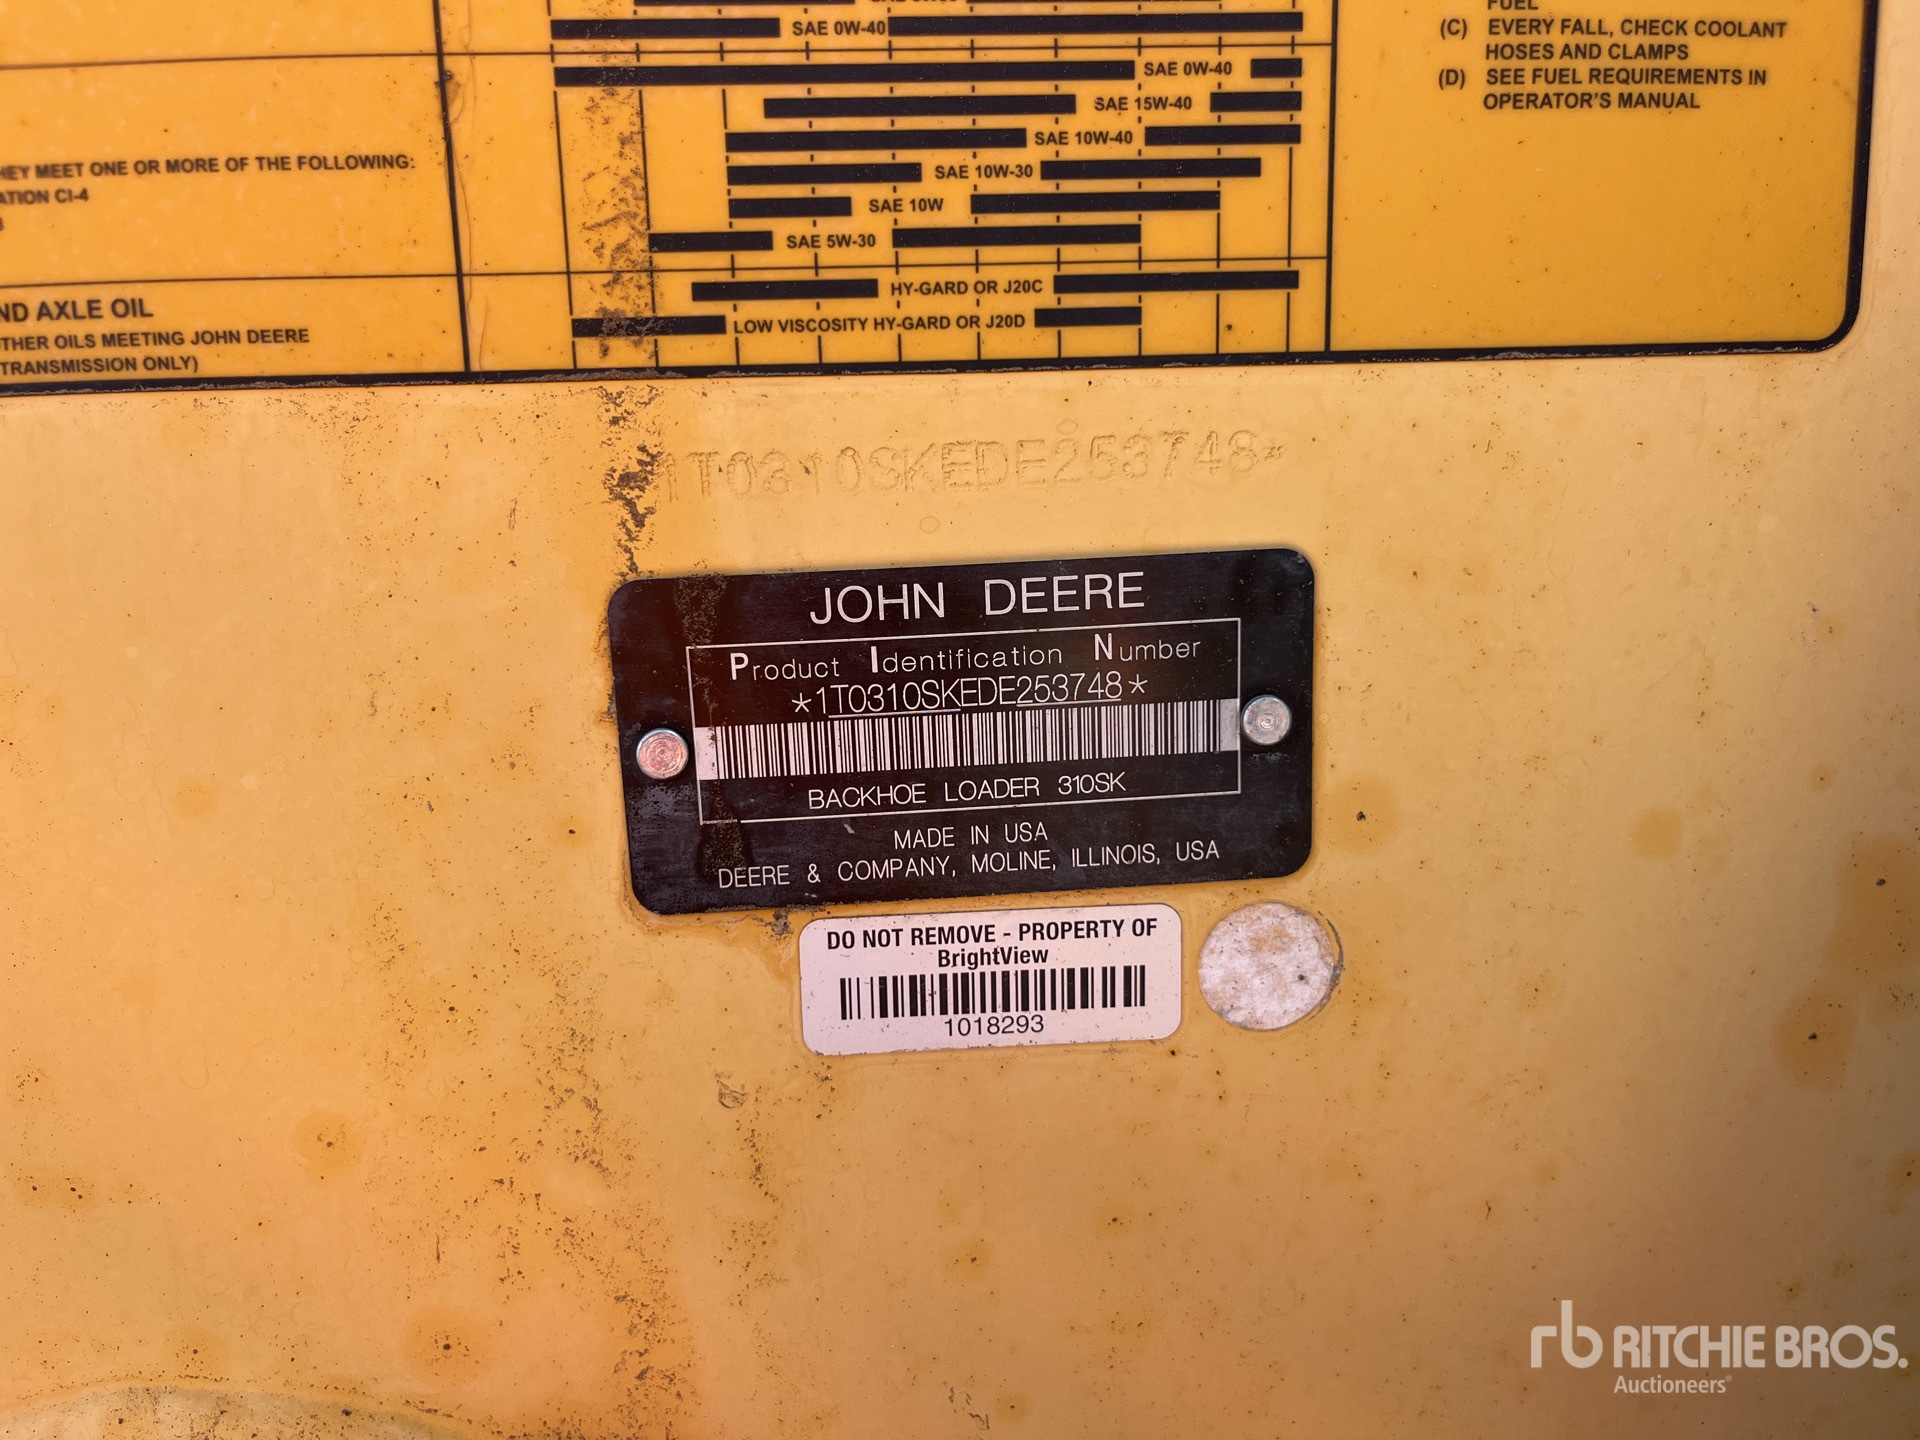 SAE 0W-40
SAE 0W-40
SAE 15W-40
SAE 10W-40
SAE 10W-30
SAE 10W
SAE 5W-30
HY-GARD OR J20C
LOW VISCOSITY HY-GARD OR J20D
FUEL
(C) EVERY FALL, CHECK COOLANT
HOSES AND CLAMPS
(D) SEE FUEL REQUIREMENTS IN
OPERATOR'S MANUAL
HEY MEET ONE OR MORE OF THE FOLLOWING:
ATION CI-4
ND AXLE OIL
THER OILS MEETING JOHN DEERE
TRANSMISSION ONLY)
1T0310SKEDE253748*
JOHN DEERE
Product Identification Number
*1T0310SKEDE253748*
BACKHOE LOADER 310SK
MADE IN USA
DEERE & COMPANY, MOLINE, ILLINOIS, USA
DO NOT REMOVE - PROPERTY OF
BrightView
1018293
rb RITCHIE BROS.
Auctioneers